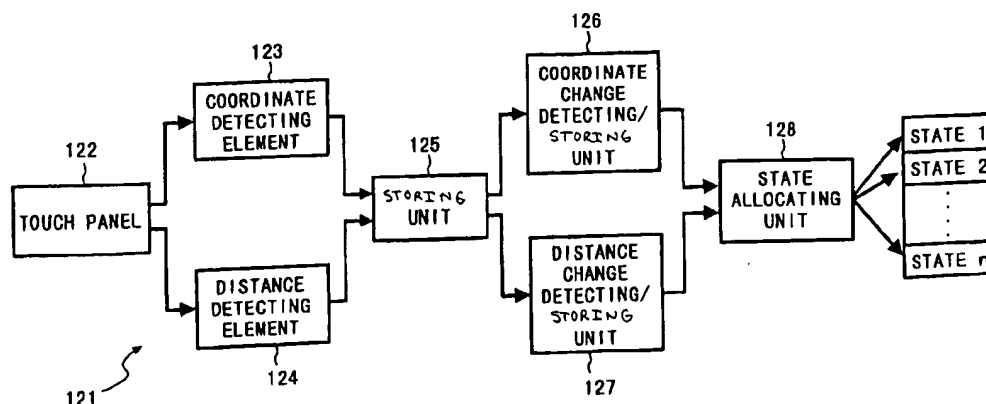 126
123
COORDINATE
CHANGE
DETECTING/
STORING
UNIT
COORDINATE
DETECTING
ELEMENT
122
125
128
STATE 1
STATE 2
STATE n
TOUCH PANEL
STORING
UNIT
STATE
ALLOCATING
UNIT
DISTANCE
DETECTING
ELEMENT
DISTANCE
CHANGE
DETECTING/
STORING
UNIT
124
127
121